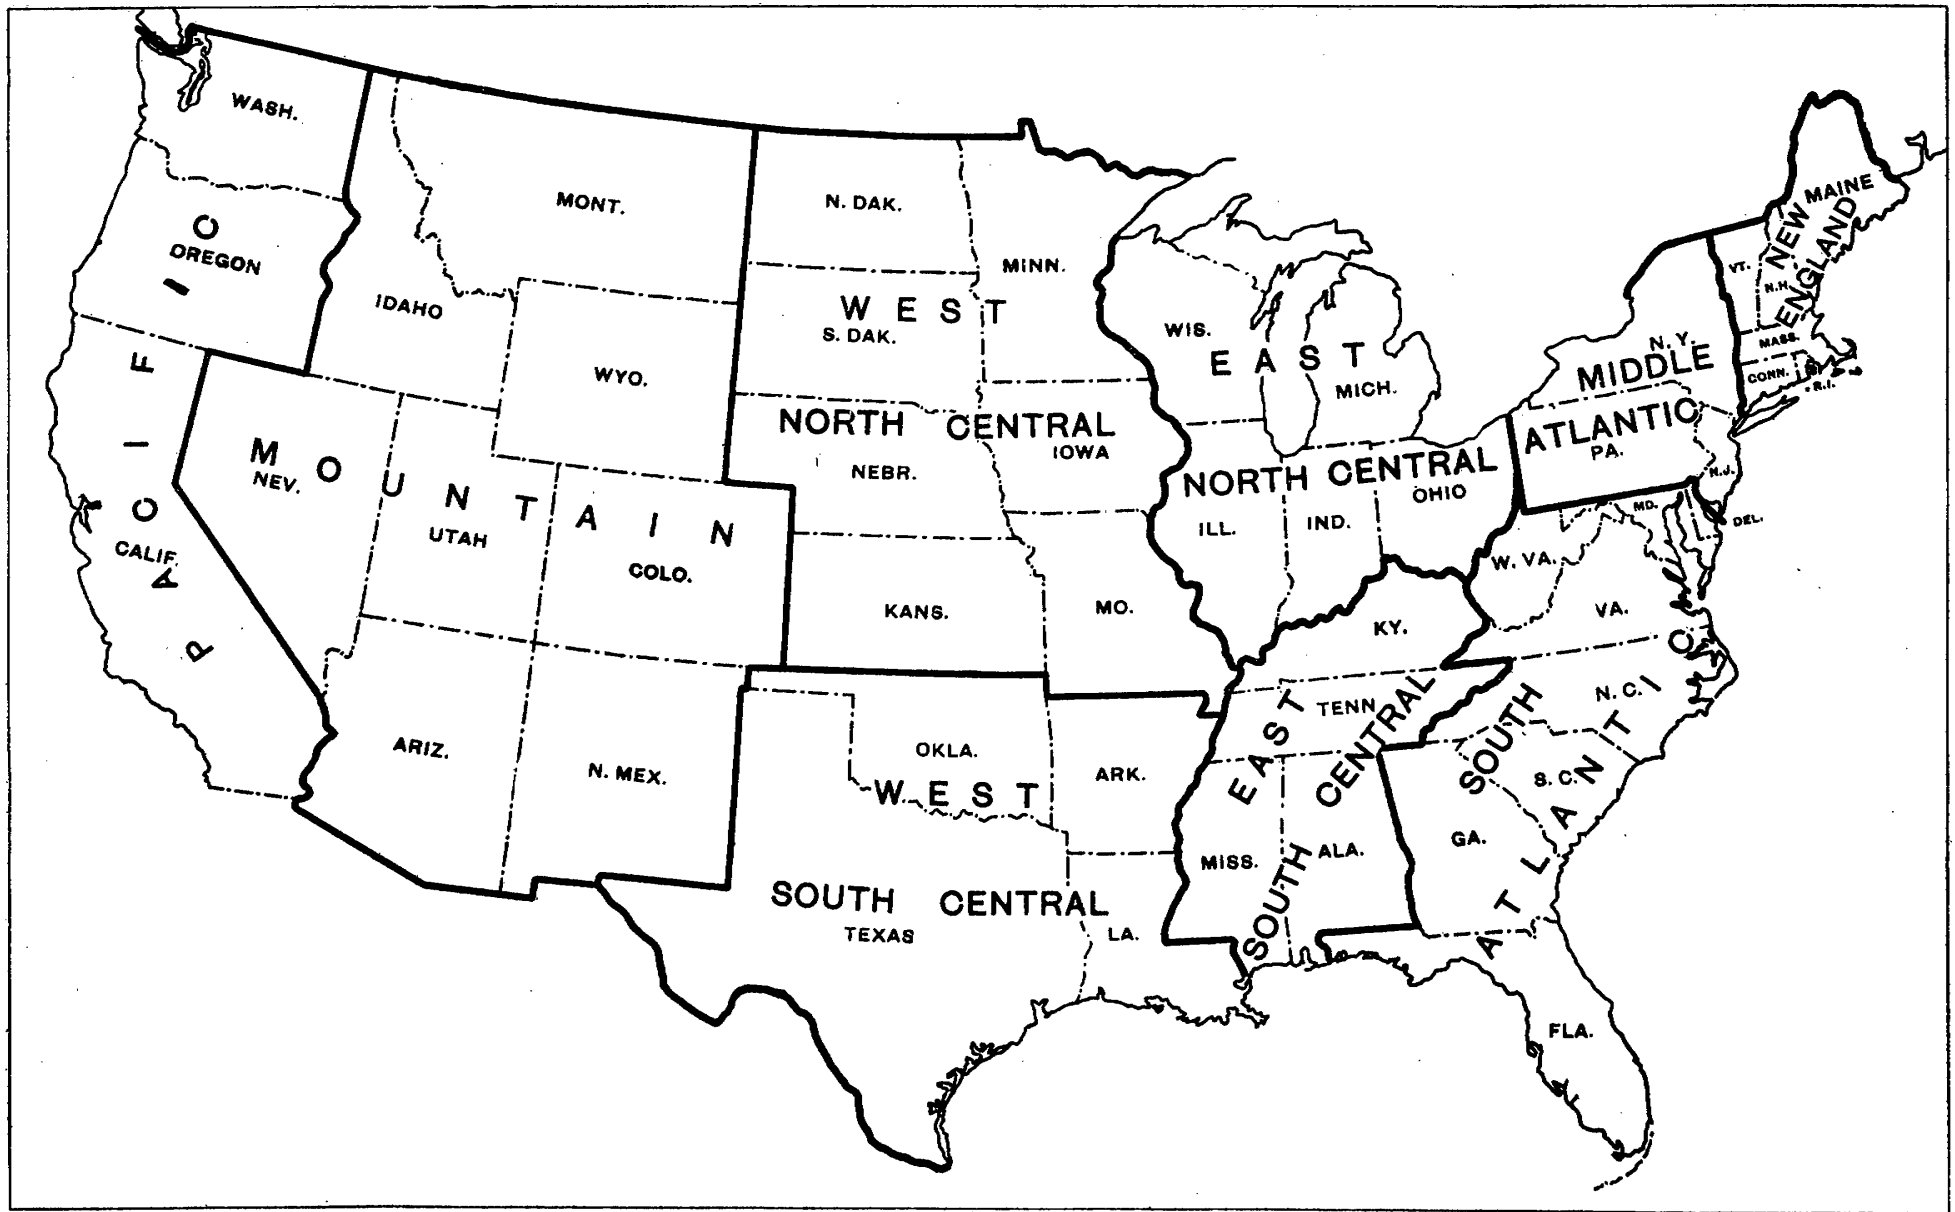 WASH.
OREGON
CALIF.
PACIFIC
MONT.
IDAHO
WYO.
NEV.
UTAH
COLO.
ARIZ.
N. MEX.
MOUNTAIN
N. DAK.
MINN.
S. DAK.
WEST
NORTH CENTRAL
IOWA
NEBR.
KANS.
MO.
WIS.
EAST
MICH.
NORTH CENTRAL
OHIO
ILL.
IND.
OKLA.
ARK.
WEST
SOUTH CENTRAL
TEXAS
LA.
KY.
TENN.
EAST
SOUTH CENTRAL
MISS.
ALA.
MAINE
NEW
ENGLAND
VT.
N.H.
MASS.
CONN.
R.I.
N. Y.
MIDDLE
ATLANTIC
PA.
N.J.
MD.
DEL.
W. VA.
VA.
N. C.
S. C.
GA.
FLA.
SOUTH
ATLANTIC